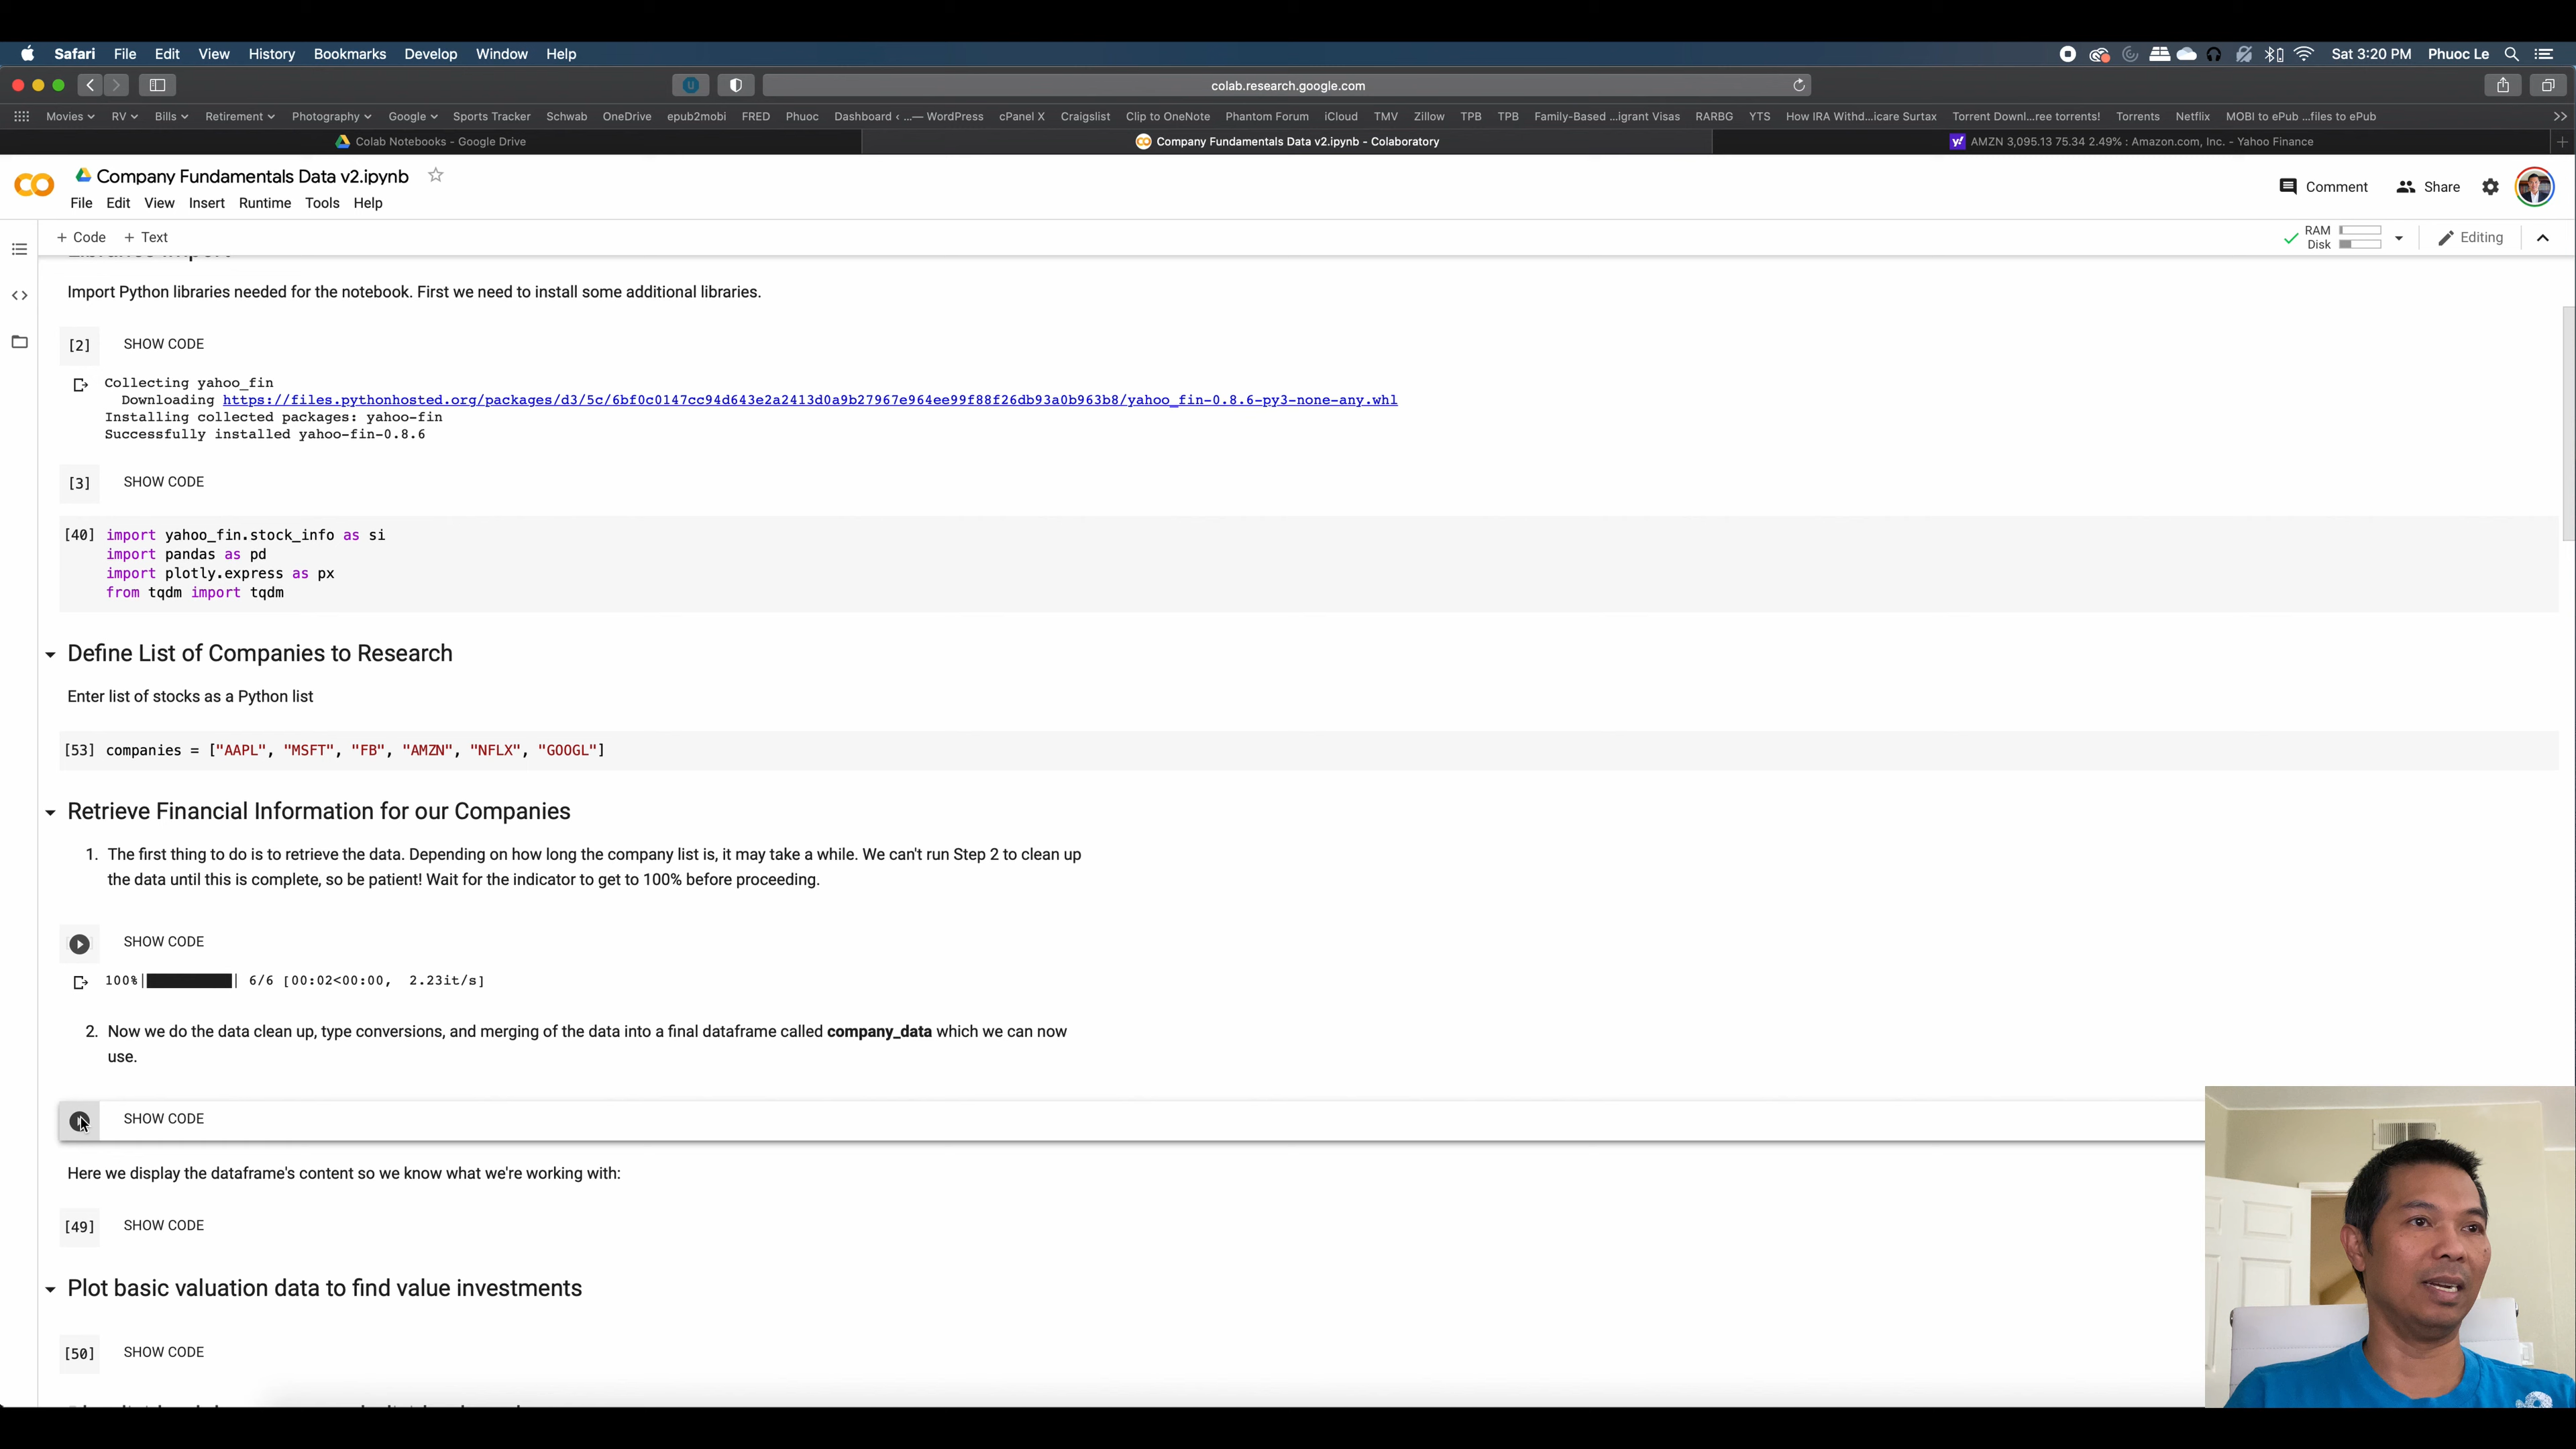 Safari File Edit View History Bookmarks Develop Window Help Sat 3:20 PM Phuoc Le
colab.research.google.com
Movies RV Bills Retirement Photography Google Sports Tracker Schwab OneDrive epub2mobi FRED Phuoc Dashboard ‹ ...— WordPress cPanel X Craigslist Clip to OneNote Phantom Forum iCloud TMV Zillow TPB TPB Family-Based ...igrant Visas RARBG YTS How IRA Withd...icare Surtax Torrent Downl...ree torrents! Torrents Netflix MOBI to ePub ...files to ePub
Colab Notebooks - Google Drive Company Fundamentals Data v2.ipynb - Colaboratory AMZN 3,095.13 75.34 2.49% : Amazon.com, Inc. - Yahoo Finance
Company Fundamentals Data v2.ipynb
Comment Share
File Edit View Insert Runtime Tools Help
+ Code + Text RAM Disk Editing
Libraries Import
Import Python libraries needed for the notebook. First we need to install some additional libraries.
[2] SHOW CODE
Collecting yahoo_fin
Downloading https://files.pythonhosted.org/packages/d3/5c/6bf0c0147cc94d643e2a2413d0a9b27967e964ee99f88f26db93a0b963b8/yahoo_fin-0.8.6-py3-none-any.whl
Installing collected packages: yahoo-fin
Successfully installed yahoo-fin-0.8.6
[3] SHOW CODE
[40] import yahoo_fin.stock_info as si
import pandas as pd
import plotly.express as px
from tqdm import tqdm
Define List of Companies to Research
Enter list of stocks as a Python list
[53] companies = ["AAPL", "MSFT", "FB", "AMZN", "NFLX", "GOOGL"]
Retrieve Financial Information for our Companies
1. The first thing to do is to retrieve the data. Depending on how long the company list is, it may take a while. We can't run Step 2 to clean up
the data until this is complete, so be patient! Wait for the indicator to get to 100% before proceeding.
SHOW CODE
100%|██████████| 6/6 [00:02<00:00, 2.23it/s]
2. Now we do the data clean up, type conversions, and merging of the data into a final dataframe called company_data which we can now
use.
SHOW CODE
Here we display the dataframe's content so we know what we're working with:
[49] SHOW CODE
Plot basic valuation data to find value investments
[50] SHOW CODE